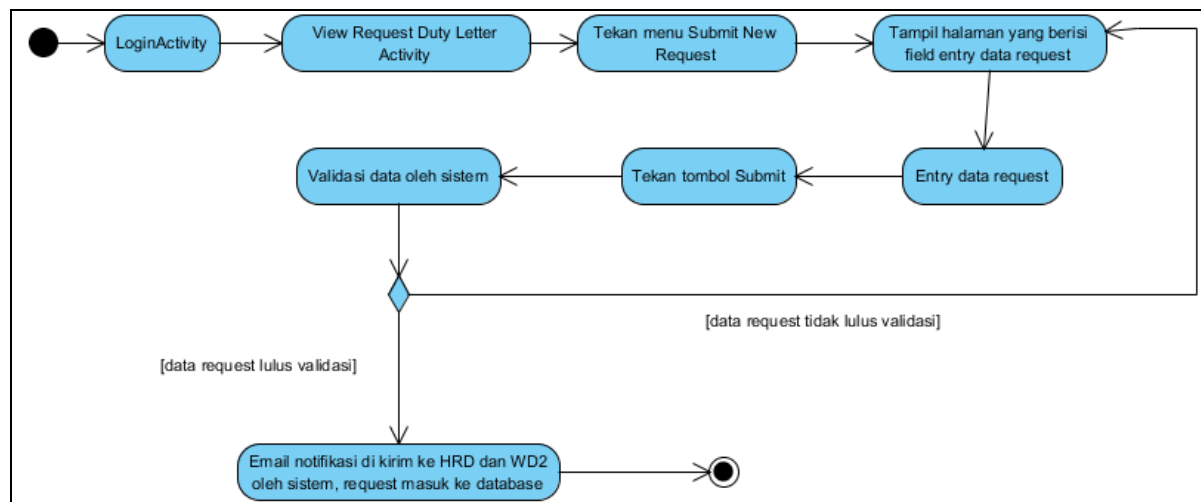 LoginActivity
View Request Duty Letter
Activity
Tekan menu Submit New
Request
Tampil halaman yang berisi
field entry data request
Validasi data oleh sistem
Tekan tombol Submit
Entry data request
[data request tidak lulus validasi]
[data request lulus validasi]
Email notifikasi di kirim ke HRD dan WD2
oleh sistem, request masuk ke database